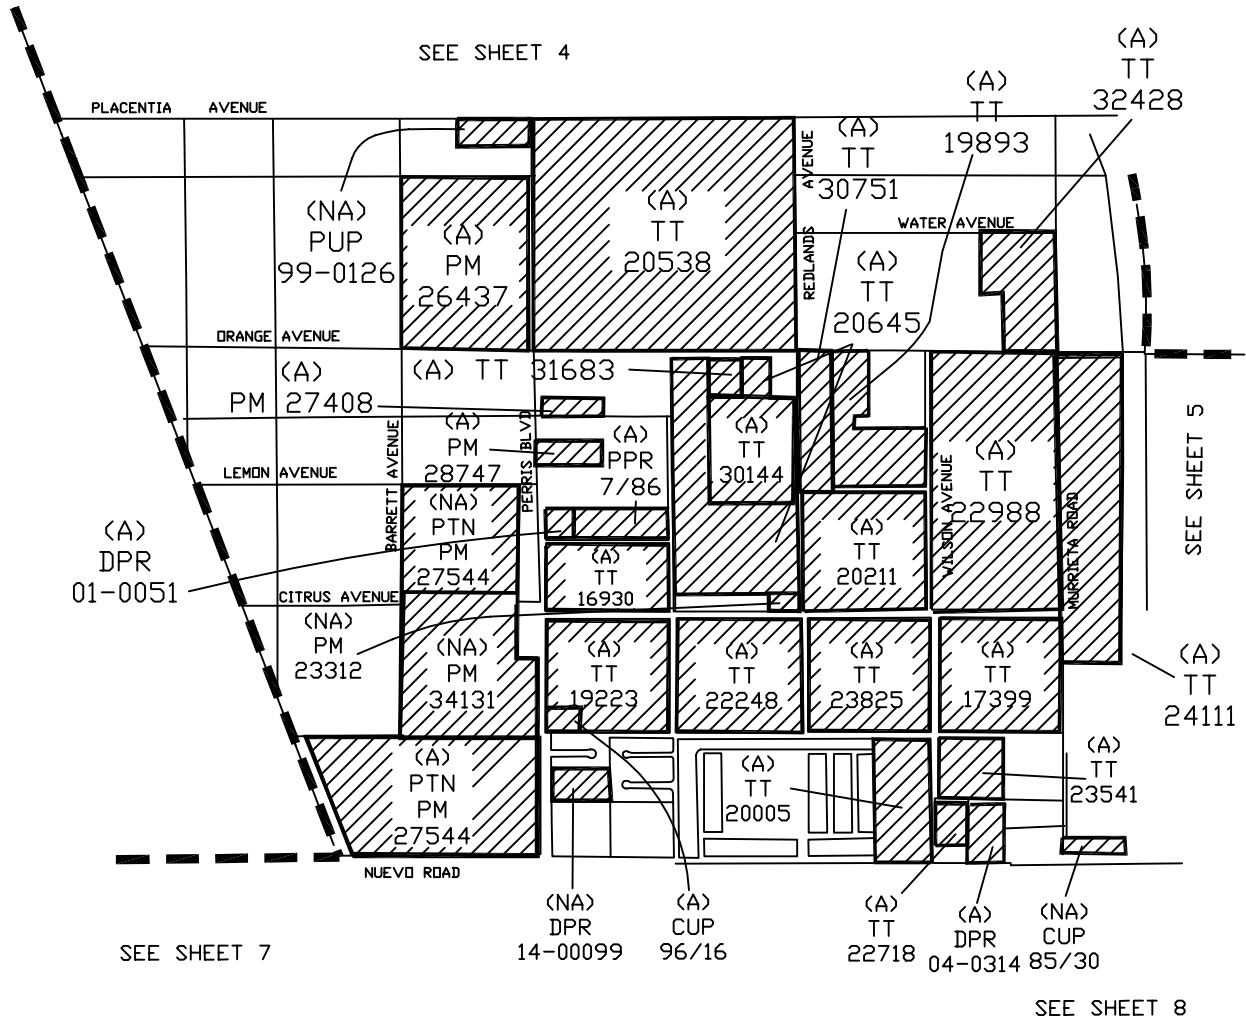 SEE SHEET 4
(A)
TT
32428
(A)
TT
19893
PLACENTIA AVENUE
(A)
TT
30751
REDLANDS AVENUE
WATER AVENUE
(NA)
PUP
99-0126
(A)
PM
26437
(A)
TT
20538
(A)
TT
20645
ORANGE AVENUE
(A)
PM 27408
(A) TT 31683
BARRETT AVENUE
(A)
PM
28747
PERRIS BLVD
(A)
PPR
7/86
(A)
TT
30144
LEMON AVENUE
(A)
TT
22988
WILSON AVENUE
MURRIETA ROAD
SEE SHEET 5
(A)
DPR
01-0051
(NA)
PTN
PM
27544
(A)
TT
16930
(A)
TT
20211
CITRUS AVENUE
(NA)
PM
23312
(NA)
PM
34131
(A)
TT
19223
(A)
TT
22248
(A)
TT
23825
(A)
TT
17399
(A)
TT
24111
(A)
PTN
PM
27544
(A)
TT
20005
(A)
TT
23541
NUEVO ROAD
(NA)
DPR
14-00099
(A)
CUP
96/16
(A)
TT
22718
(A)
DPR
04-0314
(NA)
CUP
85/30
SEE SHEET 7
SEE SHEET 8